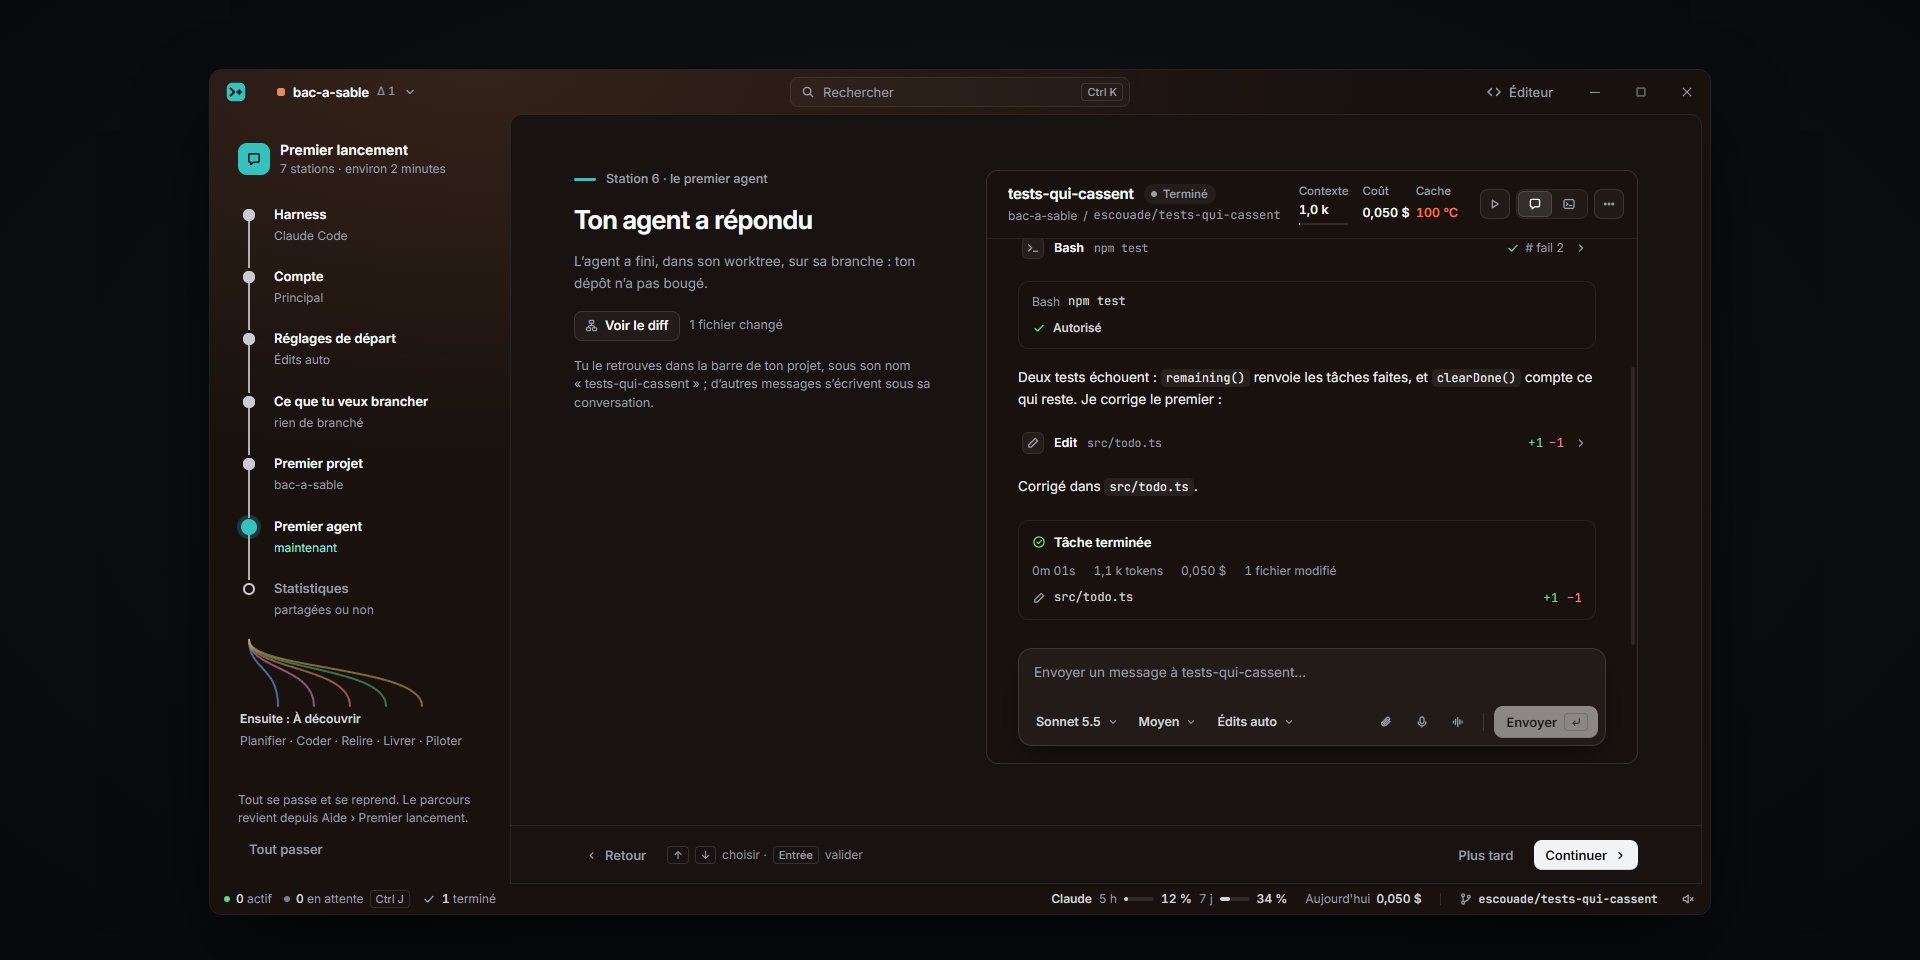 bac-a-sable Δ 1
Rechercher Ctrl K
Éditeur
Premier lancement
7 stations · environ 2 minutes
Harness
Claude Code
Compte
Principal
Réglages de départ
Édits auto
Ce que tu veux brancher
rien de branché
Premier projet
bac-a-sable
Premier agent
maintenant
Statistiques
partagées ou non
Ensuite : À découvrir
Planifier · Coder · Relire · Livrer · Piloter
Tout se passe et se reprend. Le parcours
revient depuis Aide › Premier lancement.
Tout passer
Station 6 · le premier agent
Ton agent a répondu
L’agent a fini, dans son worktree, sur sa branche : ton
dépôt n’a pas bougé.
Voir le diff 1 fichier changé
Tu le retrouves dans la barre de ton projet, sous son nom
« tests-qui-cassent » ; d’autres messages s’écrivent sous sa
conversation.
tests-qui-cassent Terminé
bac-a-sable / escouade/tests-qui-cassent
Contexte Coût Cache
1,0 k 0,050 $ 100 °C
Bash npm test # fail 2
Bash npm test
Autorisé
Deux tests échouent : remaining() renvoie les tâches faites, et clearDone() compte ce
qui reste. Je corrige le premier :
Edit src/todo.ts +1 −1
Corrigé dans src/todo.ts.
Tâche terminée
0m 01s 1,1 k tokens 0,050 $ 1 fichier modifié
src/todo.ts +1 −1
Envoyer un message à tests-qui-cassent…
Sonnet 5.5 Moyen Édits auto Envoyer
Retour choisir · Entrée valider
Plus tard Continuer
0 actif 0 en attente Ctrl J 1 terminé
Claude 5 h 12 % 7 j 34 % Aujourd'hui 0,050 $ escouade/tests-qui-cassent